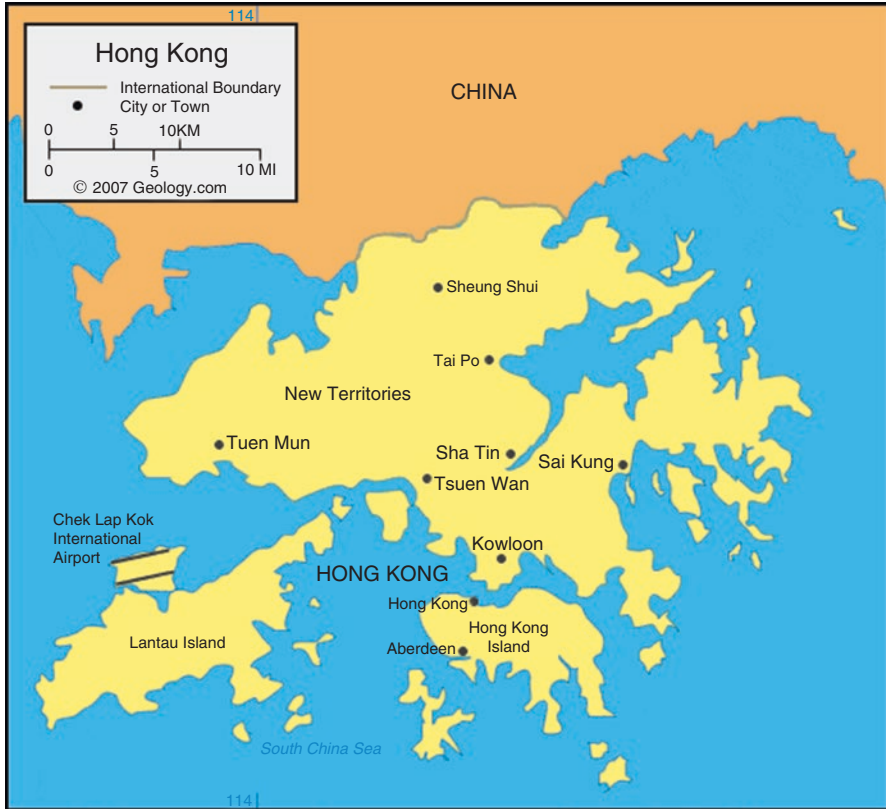 114
Hong Kong
International Boundary
City or Town
0 5 10KM
0 5 10 MI
© 2007 Geology.com
CHINA
Sheung Shui
Tai Po
New Territories
Tuen Mun
Sha Tin
Sai Kung
Tsuen Wan
Chek Lap Kok
International
Airport
Kowloon
HONG KONG
Hong Kong
Hong Kong
Island
Lantau Island
Aberdeen
South China Sea
114